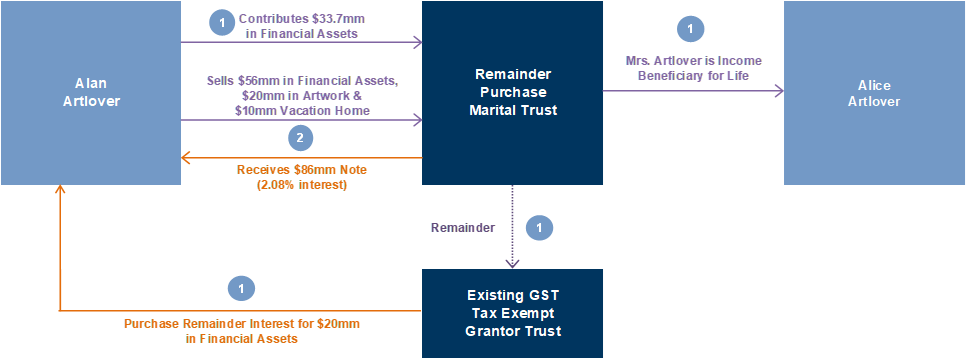 1
Contributes $33.7mm
in Financial Assets
Alan
Artlover
Sells $56mm in Financial Assets,
$20mm in Artwork &
$10mm Vacation Home
2
Receives $86mm Note
(2.08% interest)
Remainder
Purchase
Marital Trust
1
Mrs. Artlover is Income
Beneficiary for Life
Alice
Artlover
Remainder
1
1
Purchase Remainder Interest for $20mm
in Financial Assets
Existing GST
Tax Exempt
Grantor Trust